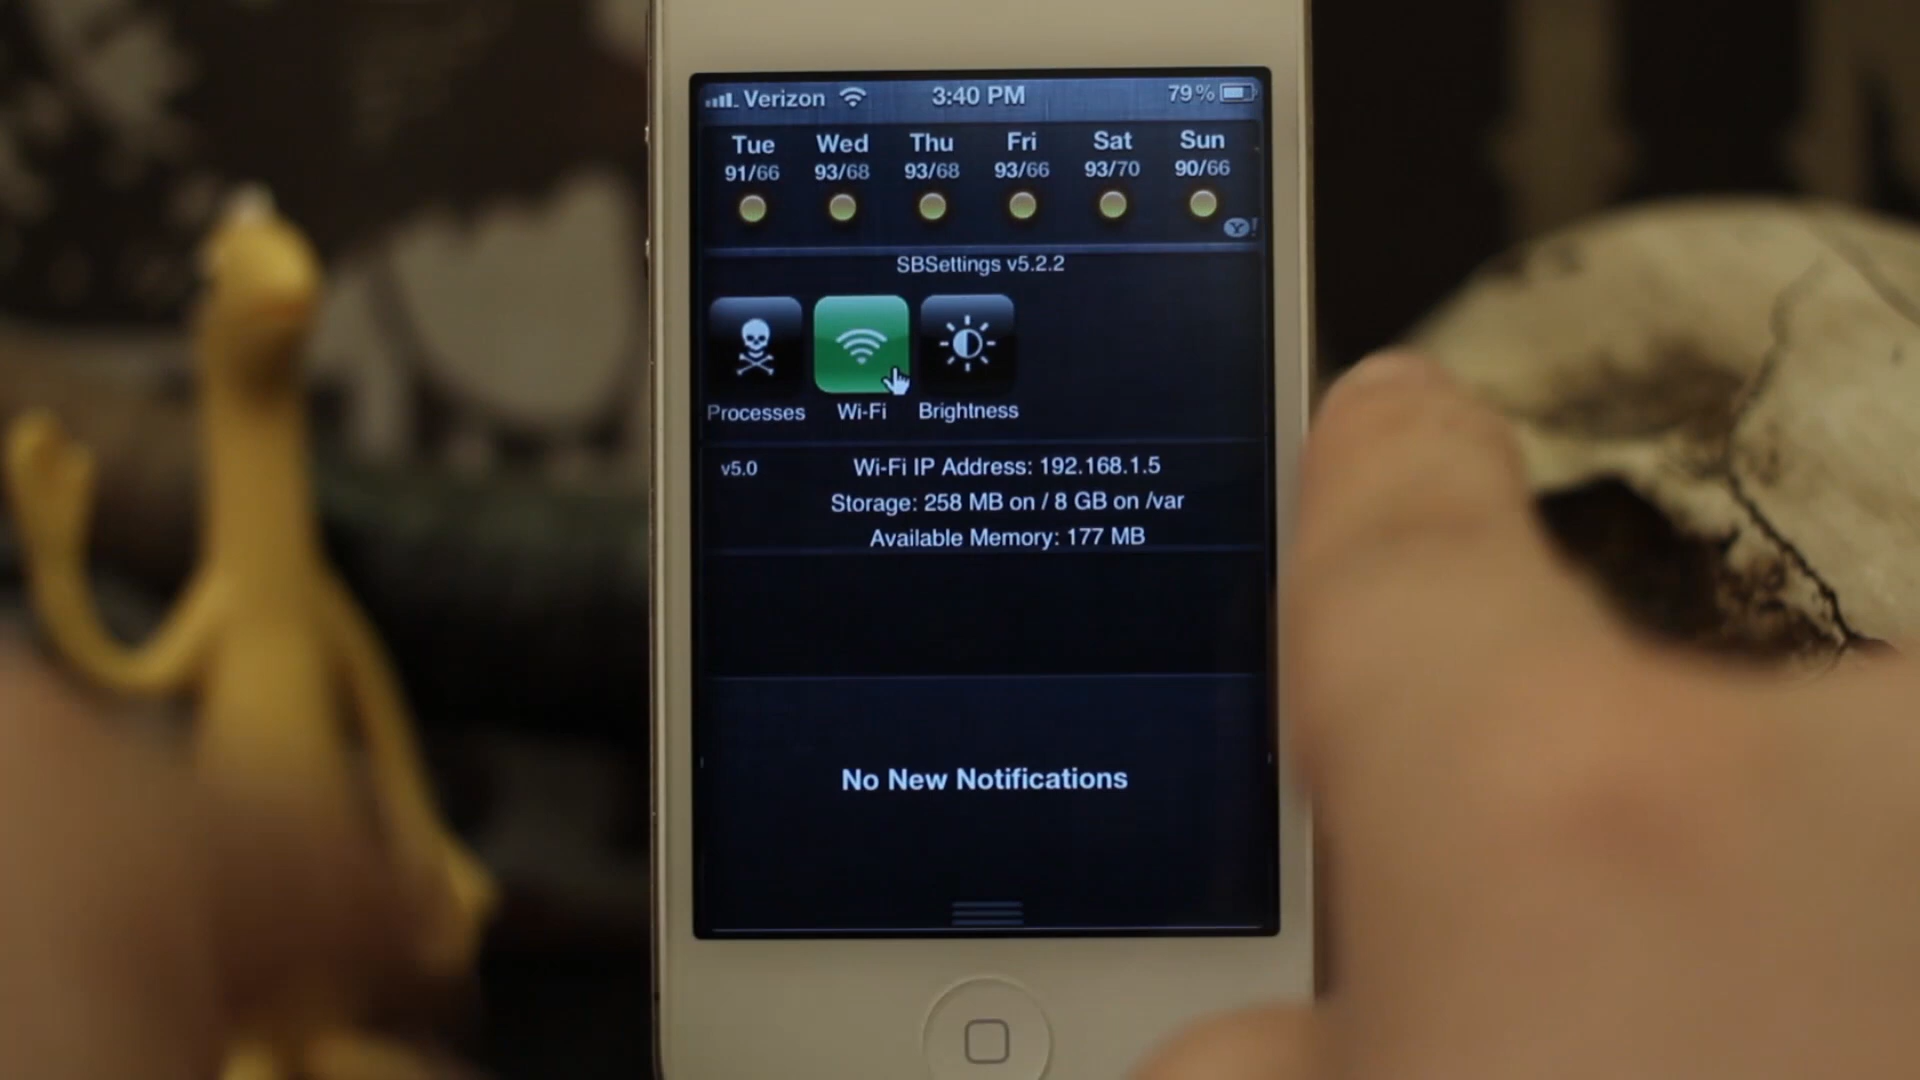 Verizon 3:40 PM 79%
Tue Wed Thu Fri Sat Sun
91/66 93/68 93/68 93/66 93/70 90/66
Y!
SBSettings v5.2.2
Processes Wi-Fi Brightness
v5.0 Wi-Fi IP Address: 192.168.1.5
Storage: 258 MB on / 8 GB on /var
Available Memory: 177 MB
No New Notifications